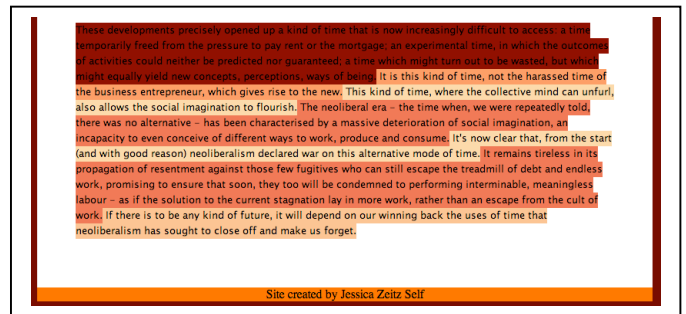 These developments precisely opened up a kind of time that is now increasingly difficult to access: a time
temporarily freed from the pressure to pay rent or the mortgage; an experimental time, in which the outcomes
of activities could neither be predicted nor guaranteed; a time which might turn out to be wasted, but which
might equally yield new concepts, perceptions, ways of being. It is this kind of time, not the harassed time of
the business entrepreneur, which gives rise to the new. This kind of time, where the collective mind can unfurl,
also allows the social imagination to flourish. The neoliberal era – the time when, we were repeatedly told,
there was no alternative – has been characterised by a massive deterioration of social imagination, an
incapacity to even conceive of different ways to work, produce and consume. It's now clear that, from the start
(and with good reason) neoliberalism declared war on this alternative mode of time. It remains tireless in its
propagation of resentment against those few fugitives who can still escape the treadmill of debt and endless
work, promising to ensure that soon, they too will be condemned to performing interminable, meaningless
labour – as if the solution to the current stagnation lay in more work, rather than an escape from the cult of
work. If there is to be any kind of future, it will depend on our winning back the uses of time that
neoliberalism has sought to close off and make us forget.
Site created by Jessica Zeitz Self